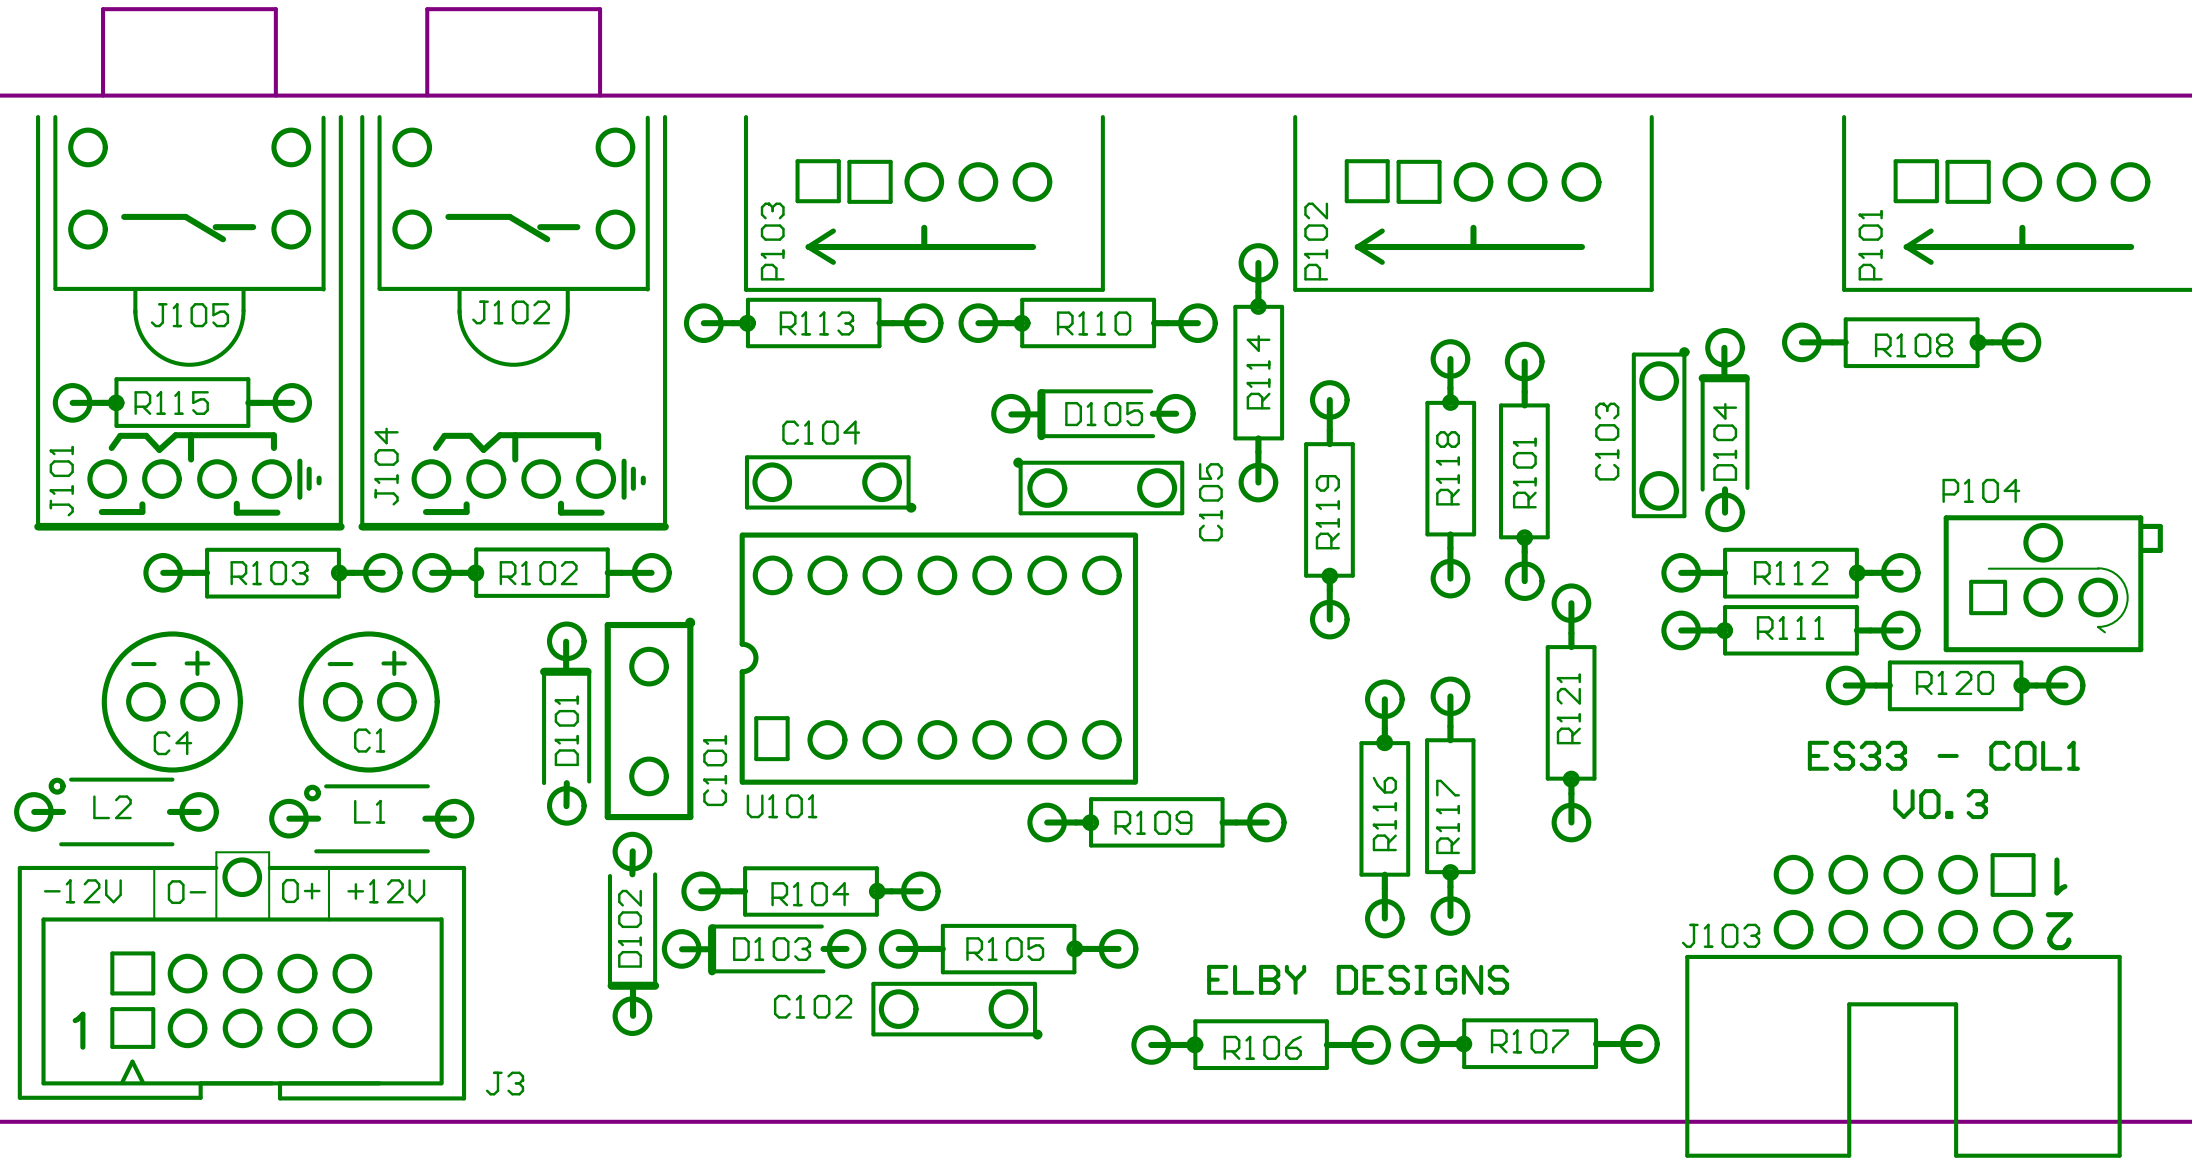 P103
P102
P101
J105
J102
R113
R110
R114
R108
R115
D105
C103
D104
C104
J101
J104
C105
R119
R118
R101
P104
R103
R102
R112
R111
R120
D101
R121
C4
C1
C101
ES33 - COL1
V0.3
L2
L1
U101
R109
R116
R117
-12V 0- 0+ +12V
R104
D102
D103
R105
1
2
J103
C102
ELBY DESIGNS
1
R106
R107
J3